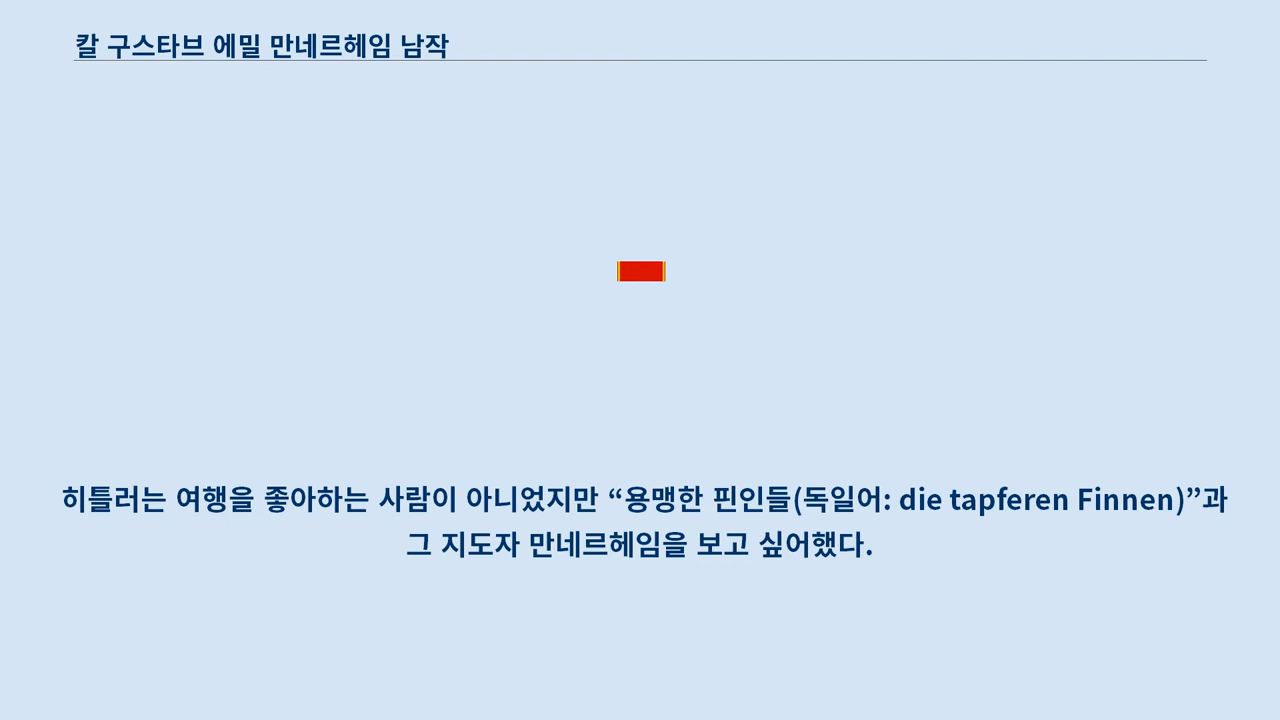 칼 구스타브 에밀 만네르헤임 남작
히틀러는 여행을 좋아하는 사람이 아니었지만 “용맹한 핀인들(독일어: die tapferen Finnen)”과
그 지도자 만네르헤임을 보고 싶어했다.